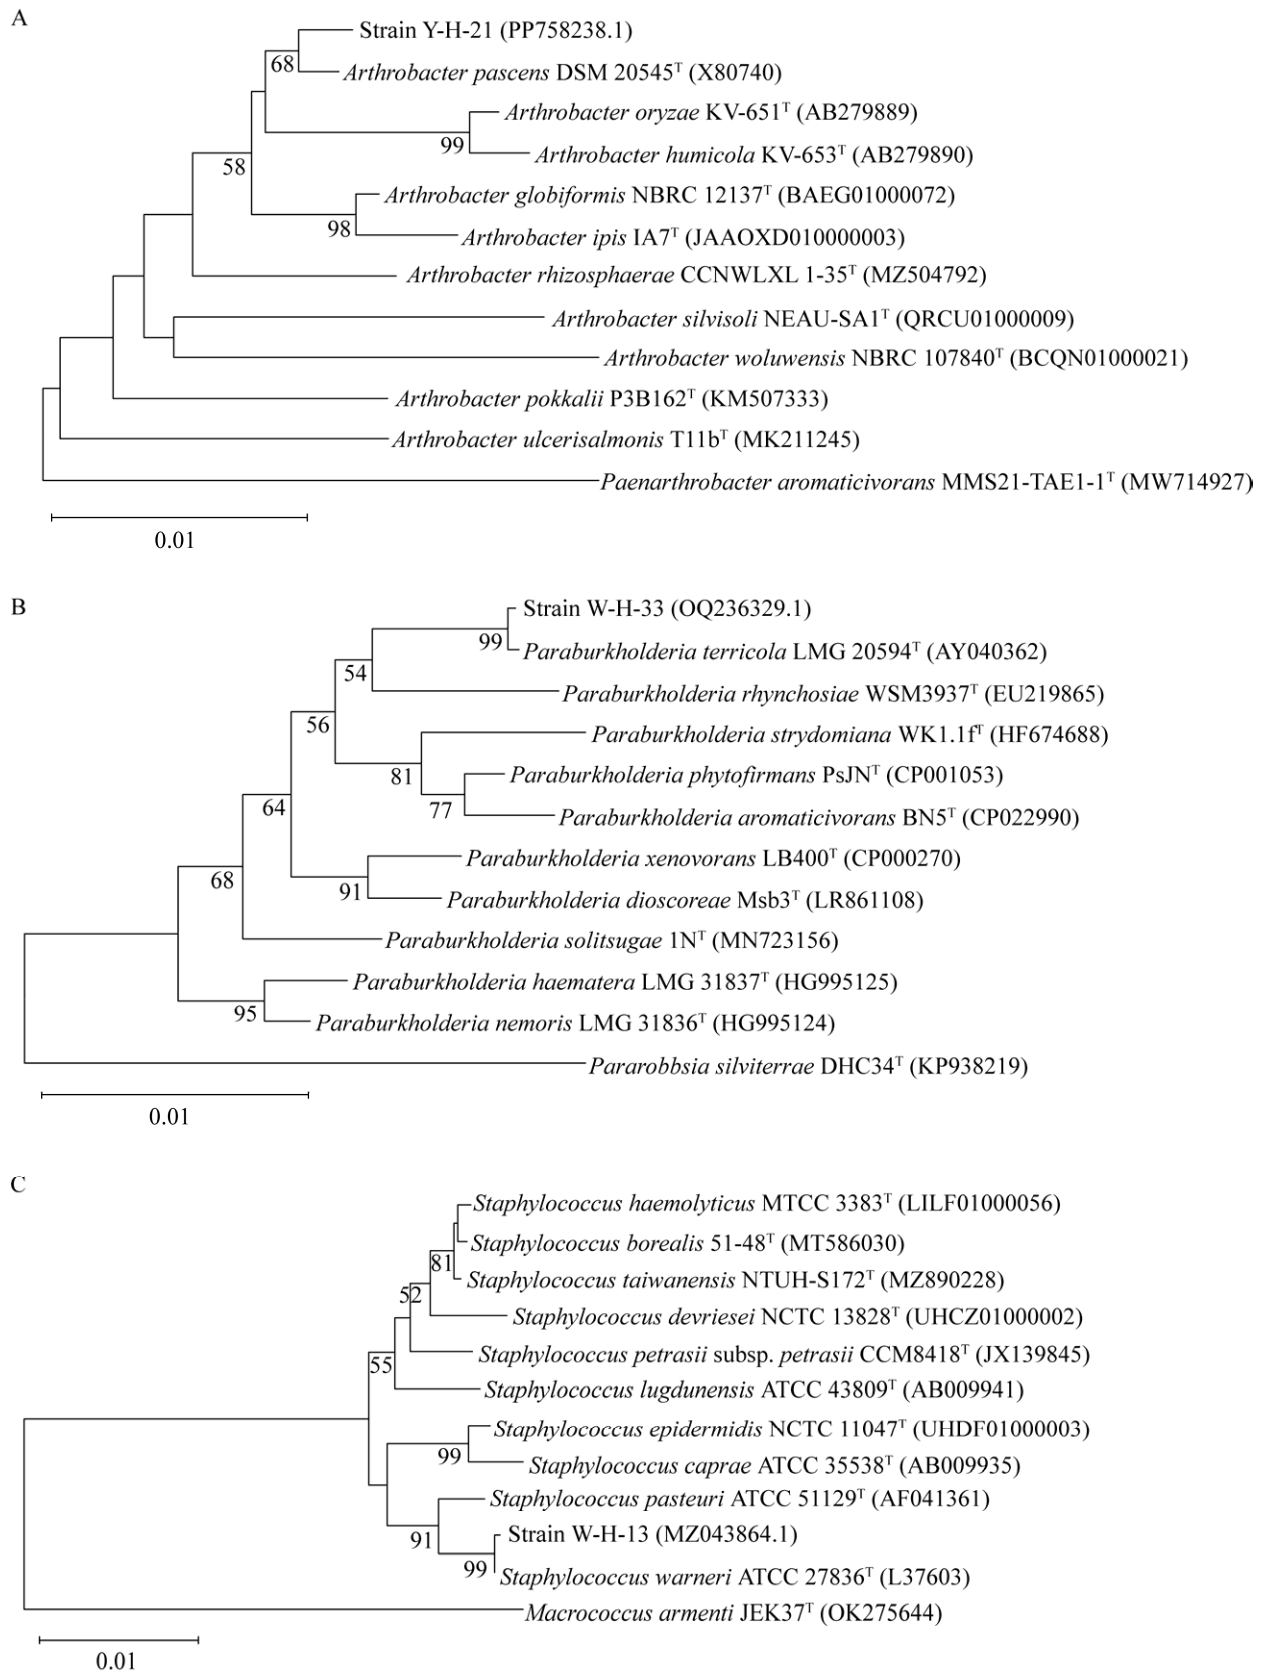 A
Strain Y-H-21 (PP758238.1)
68
Arthrobacter pascens DSM 20545ᵀ (X80740)
Arthrobacter oryzae KV-651ᵀ (AB279889)
99
Arthrobacter humicola KV-653ᵀ (AB279890)
58
Arthrobacter globiformis NBRC 12137ᵀ (BAEG01000072)
98
Arthrobacter ipis IA7ᵀ (JAAOXD010000003)
Arthrobacter rhizosphaerae CCNWLXL 1-35ᵀ (MZ504792)
Arthrobacter silvisoli NEAU-SA1ᵀ (QRCU01000009)
Arthrobacter woluwensis NBRC 107840ᵀ (BCQN01000021)
Arthrobacter pokkalii P3B162ᵀ (KM507333)
Arthrobacter ulcerisalmonis T11bᵀ (MK211245)
Paenarthrobacter aromaticivorans MMS21-TAE1-1ᵀ (MW714927)
0.01
B
Strain W-H-33 (OQ236329.1)
99
Paraburkholderia terricola LMG 20594ᵀ (AY040362)
54
Paraburkholderia rhynchosiae WSM3937ᵀ (EU219865)
56
Paraburkholderia strydomiana WK1.1fᵀ (HF674688)
81
Paraburkholderia phytofirmans PsJNᵀ (CP001053)
77
Paraburkholderia aromaticivorans BN5ᵀ (CP022990)
64
Paraburkholderia xenovorans LB400ᵀ (CP000270)
91
Paraburkholderia dioscoreae Msb3ᵀ (LR861108)
68
Paraburkholderia solitsugae 1Nᵀ (MN723156)
Paraburkholderia haematera LMG 31837ᵀ (HG995125)
95
Paraburkholderia nemoris LMG 31836ᵀ (HG995124)
Pararobbsia silviterrae DHC34ᵀ (KP938219)
0.01
C
Staphylococcus haemolyticus MTCC 3383ᵀ (LILF01000056)
Staphylococcus borealis 51-48ᵀ (MT586030)
81
Staphylococcus taiwanensis NTUH-S172ᵀ (MZ890228)
52
Staphylococcus devriesei NCTC 13828ᵀ (UHCZ01000002)
Staphylococcus petrasii subsp. petrasii CCM8418ᵀ (JX139845)
55
Staphylococcus lugdunensis ATCC 43809ᵀ (AB009941)
Staphylococcus epidermidis NCTC 11047ᵀ (UHDF01000003)
99
Staphylococcus caprae ATCC 35538ᵀ (AB009935)
Staphylococcus pasteuri ATCC 51129ᵀ (AF041361)
91
Strain W-H-13 (MZ043864.1)
99
Staphylococcus warneri ATCC 27836ᵀ (L37603)
Macrococcus armenti JEK37ᵀ (OK275644)
0.01